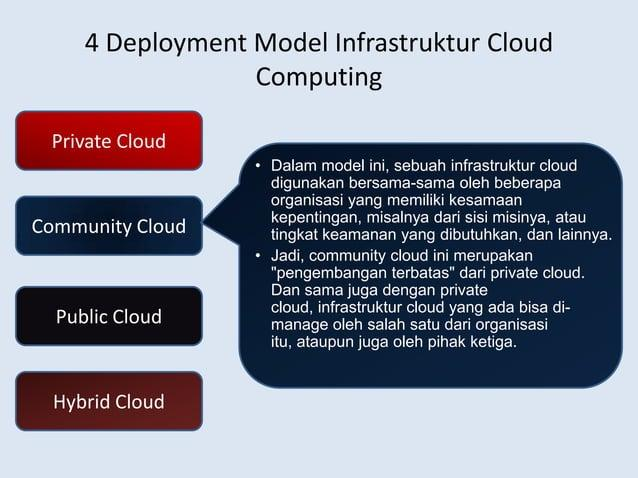 4 Deployment Model Infrastruktur Cloud
Computing
Private Cloud
Community Cloud
Public Cloud
Hybrid Cloud
• Dalam model ini, sebuah infrastruktur cloud
digunakan bersama-sama oleh beberapa
organisasi yang memiliki kesamaan
kepentingan, misalnya dari sisi misinya, atau
tingkat keamanan yang dibutuhkan, dan lainnya.
• Jadi, community cloud ini merupakan
"pengembangan terbatas" dari private cloud.
Dan sama juga dengan private
cloud, infrastruktur cloud yang ada bisa di-
manage oleh salah satu dari organisasi
itu, ataupun juga oleh pihak ketiga.